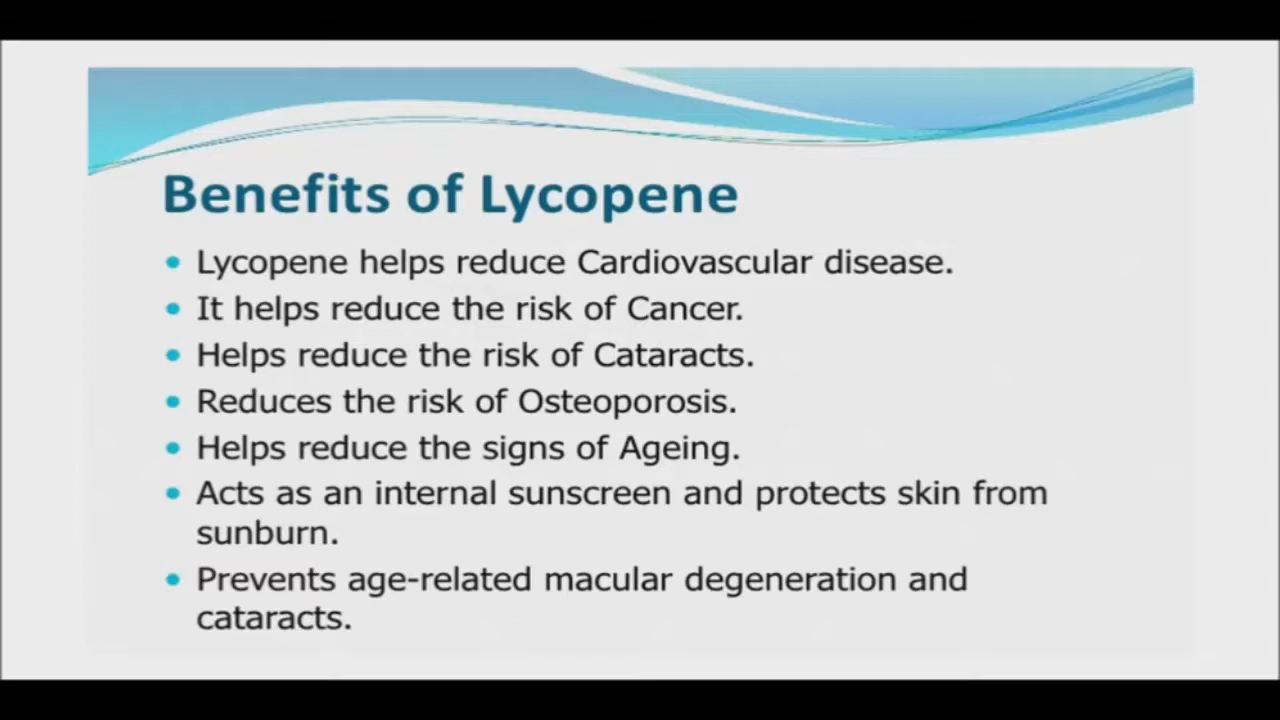 Benefits of Lycopene
• Lycopene helps reduce Cardiovascular disease.
• It helps reduce the risk of Cancer.
• Helps reduce the risk of Cataracts.
• Reduces the risk of Osteoporosis.
• Helps reduce the signs of Ageing.
• Acts as an internal sunscreen and protects skin from
sunburn.
• Prevents age-related macular degeneration and
cataracts.